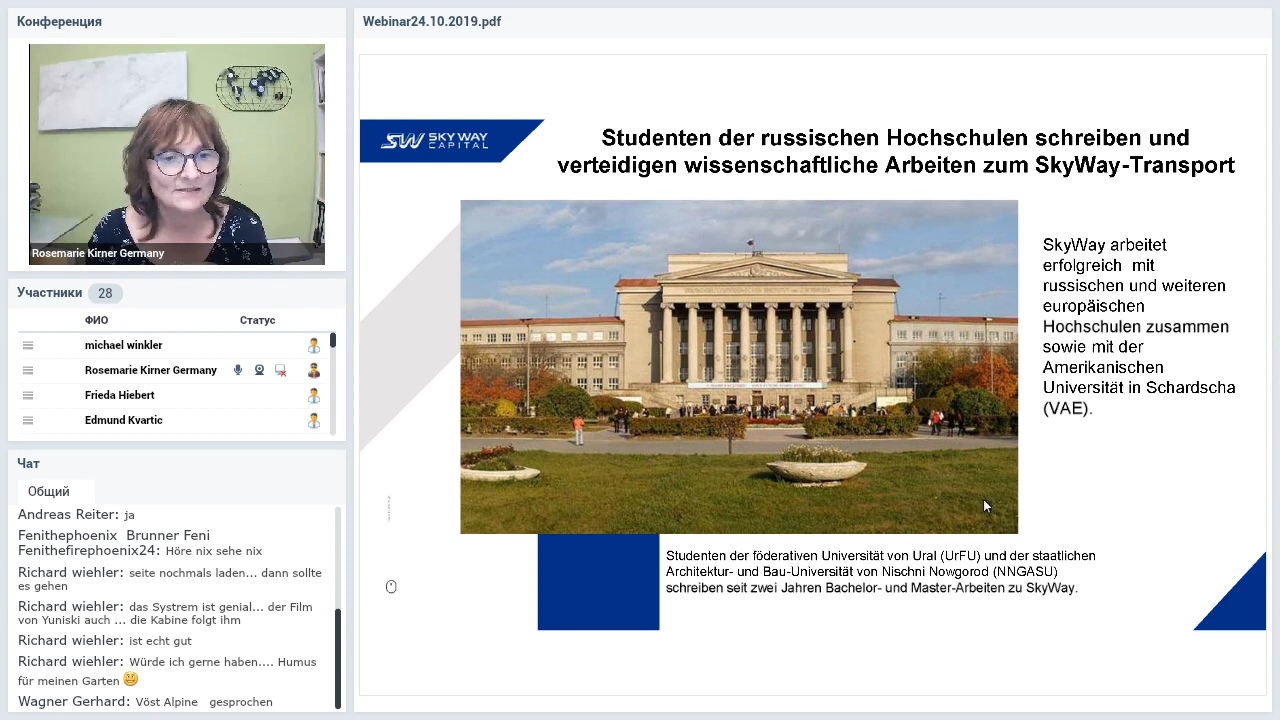 Конференция
Rosemarie Kirner Germany
Участники 28
ФИО Статус
michael winkler
Rosemarie Kirner Germany
Frieda Hiebert
Edmund Kvartic
Чат
Общий
Andreas Reiter: ja
Fenithephoenix Brunner Feni
Fenithefirephoenix24: Höre nix sehe nix
Richard wiehler: seite nochmals laden... dann sollte
es gehen
Richard wiehler: das Systrem ist genial... der Film
von Yuniski auch ... die Kabine folgt ihm
Richard wiehler: ist echt gut
Richard wiehler: Würde ich gerne haben.... Humus
für meinen Garten
Wagner Gerhard: Vöst Alpine gesprochen
Webinar24.10.2019.pdf
SW SKY WAY
CAPITAL
Studenten der russischen Hochschulen schreiben und
verteidigen wissenschaftliche Arbeiten zum SkyWay-Transport
SkyWay arbeitet
erfolgreich mit
russischen und weiteren
europäischen
Hochschulen zusammen
sowie mit der
Amerikanischen
Universität in Schardscha
(VAE).
Studenten der föderativen Universität von Ural (UrFU) und der staatlichen
Architektur- und Bau-Universität von Nischni Nowgorod (NNGASU)
schreiben seit zwei Jahren Bachelor- und Master-Arbeiten zu SkyWay.